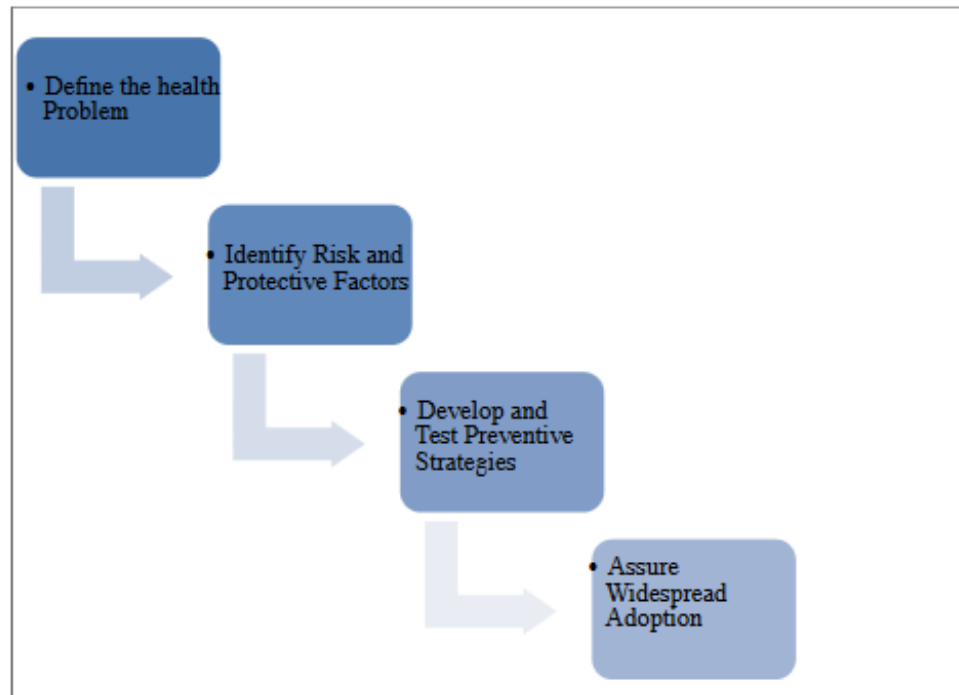 • Define the health
Problem
• Identify Risk and
Protective Factors
• Develop and
Test Preventive
Strategies
• Assure
Widespread
Adoption